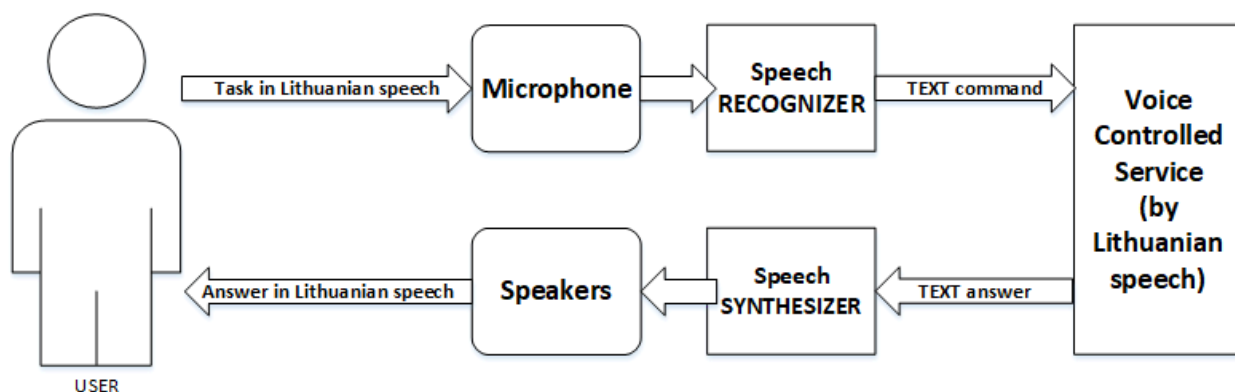 Task in Lithuanian speech
Microphone
Speech
RECOGNIZER
TEXT command
Voice
Controlled
Service
(by
Lithuanian
speech)
Answer in Lithuanian speech
Speakers
Speech
SYNTHESIZER
TEXT answer
USER